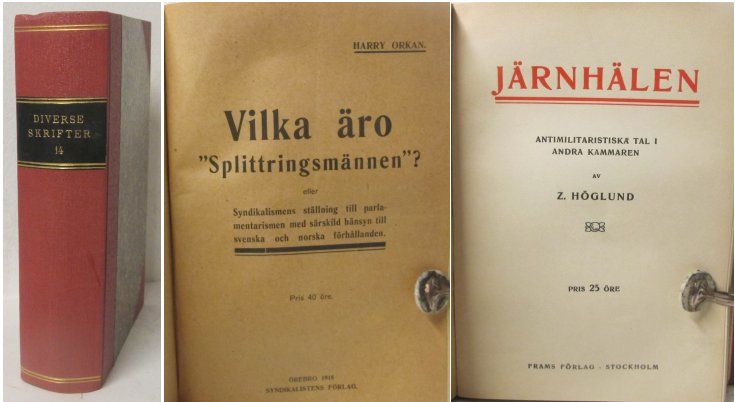 DIVERSE
SKRIFTER
14
HARRY ORKAN.
Vilka äro
"Splittringsmännen"?
eller
Syndikalismens ställning till parla-
mentarismen med särskild hänsyn till
svenska och norska förhållanden.
Pris 40 öre.
ÖREBRO 1918
SYNDIKALISTENS FÖRLAG.
JÄRNHÄLEN
ANTIMILITARISTISKA TAL I
ANDRA KAMMAREN
AV
Z. HÖGLUND
PRIS 25 ÖRE
FRAMS FÖRLAG - STOCKHOLM